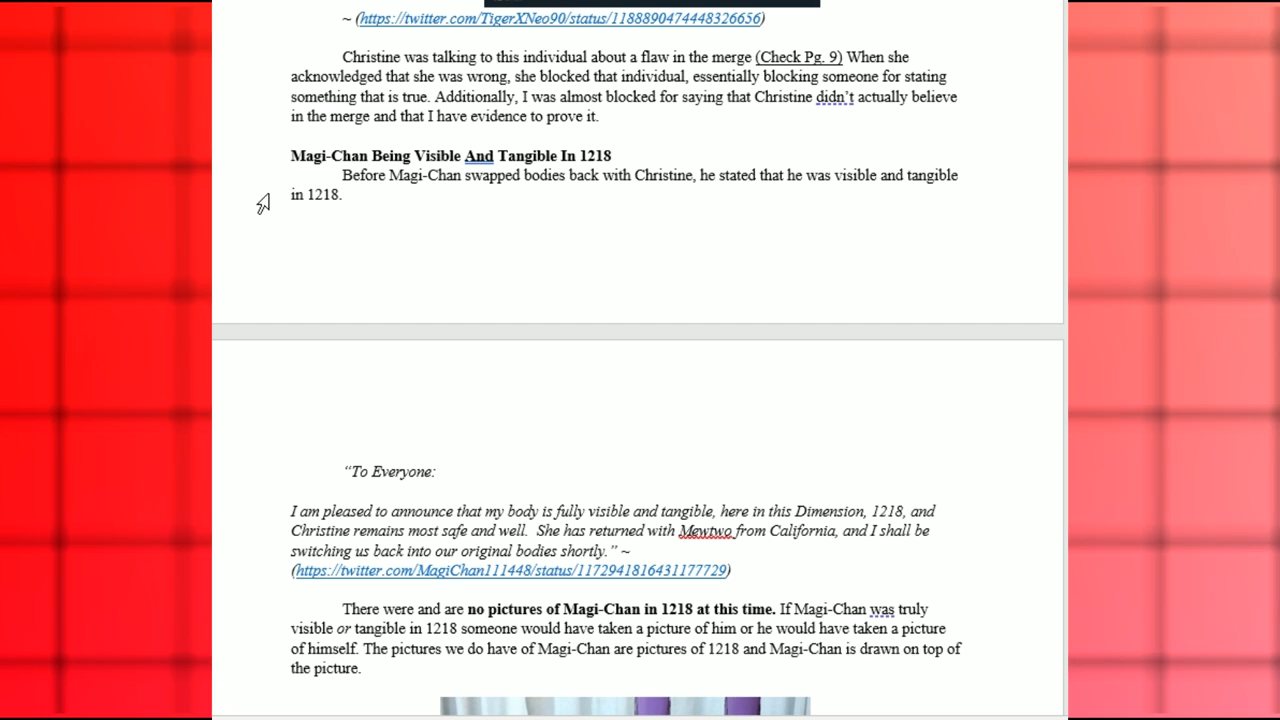 ~ (https://twitter.com/TigerXNeo90/status/1188890474448326656)
Christine was talking to this individual about a flaw in the merge (Check Pg. 9) When she
acknowledged that she was wrong, she blocked that individual, essentially blocking someone for stating
something that is true. Additionally, I was almost blocked for saying that Christine didn’t actually believe
in the merge and that I have evidence to prove it.
Magi-Chan Being Visible And Tangible In 1218
Before Magi-Chan swapped bodies back with Christine, he stated that he was visible and tangible
in 1218.
“To Everyone:
I am pleased to announce that my body is fully visible and tangible, here in this Dimension, 1218, and
Christine remains most safe and well. She has returned with Mewtwo from California, and I shall be
switching us back into our original bodies shortly.” ~
(https://twitter.com/MagiChan111448/status/1172941816431177729)
There were and are no pictures of Magi-Chan in 1218 at this time. If Magi-Chan was truly
visible or tangible in 1218 someone would have taken a picture of him or he would have taken a picture
of himself. The pictures we do have of Magi-Chan are pictures of 1218 and Magi-Chan is drawn on top of
the picture.